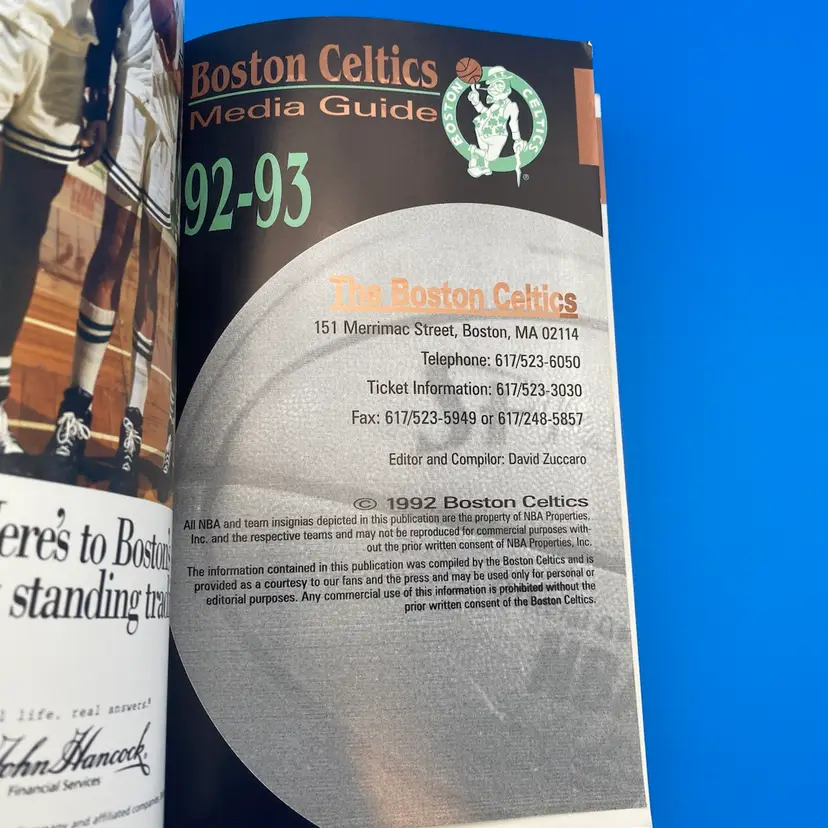 Boston Celtics
Media Guide
BOSTON CELTICS
92-93
The Boston Celtics
151 Merrimac Street, Boston, MA 02114
Telephone: 617/523-6050
Ticket Information: 617/523-3030
Fax: 617/523-5949 or 617/248-5857
Editor and Compilor: David Zuccaro
© 1992 Boston Celtics
All NBA and team insignias depicted in this publication are the property of NBA Properties,
Inc. and the respective teams and may not be reproduced for commercial purposes with-
out the prior written consent of NBA Properties, Inc.
The information contained in this publication was compiled by the Boston Celtics and is
provided as a courtesy to our fans and the press and may be used only for personal or
editorial purposes. Any commercial use of this information is prohibited without the
prior written consent of the Boston Celtics.
NBA
ere's to Boston's
standing
life. real answers.
John Hancock
Financial Services
and affiliated